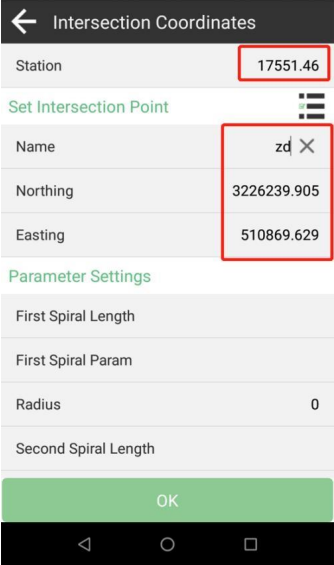 Intersection Coordinates
Station 17551.46
Set Intersection Point
Name zd
Northing 3226239.905
Easting 510869.629
Parameter Settings
First Spiral Length
First Spiral Param
Radius 0
Second Spiral Length
OK